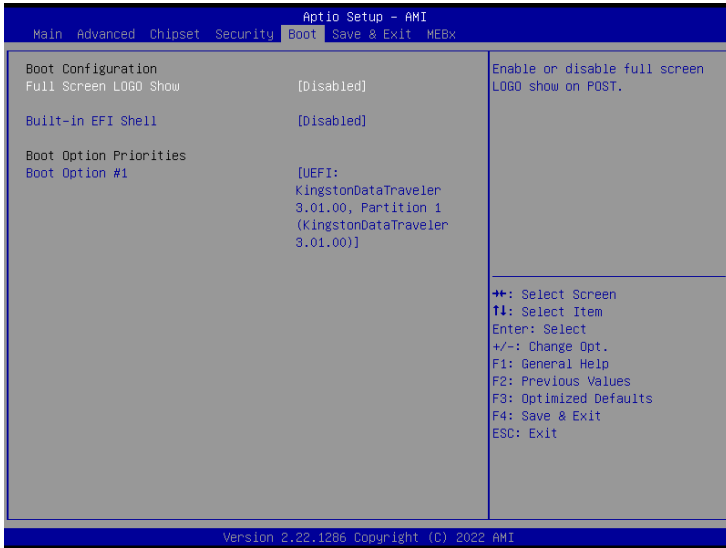 Aptio Setup – AMI
Main Advanced Chipset Security Boot Save & Exit MEBx
Boot Configuration
Full Screen LOGO Show [Disabled]
Built-in EFI Shell [Disabled]
Boot Option Priorities
Boot Option #1 [UEFI:
KingstonDataTraveler
3.01.00, Partition 1
(KingstonDataTraveler
3.01.00)]
Enable or disable full screen
LOGO show on POST.
→←: Select Screen
↑↓: Select Item
Enter: Select
+/-: Change Opt.
F1: General Help
F2: Previous Values
F3: Optimized Defaults
F4: Save & Exit
ESC: Exit
Version 2.22.1286 Copyright (C) 2022 AMI